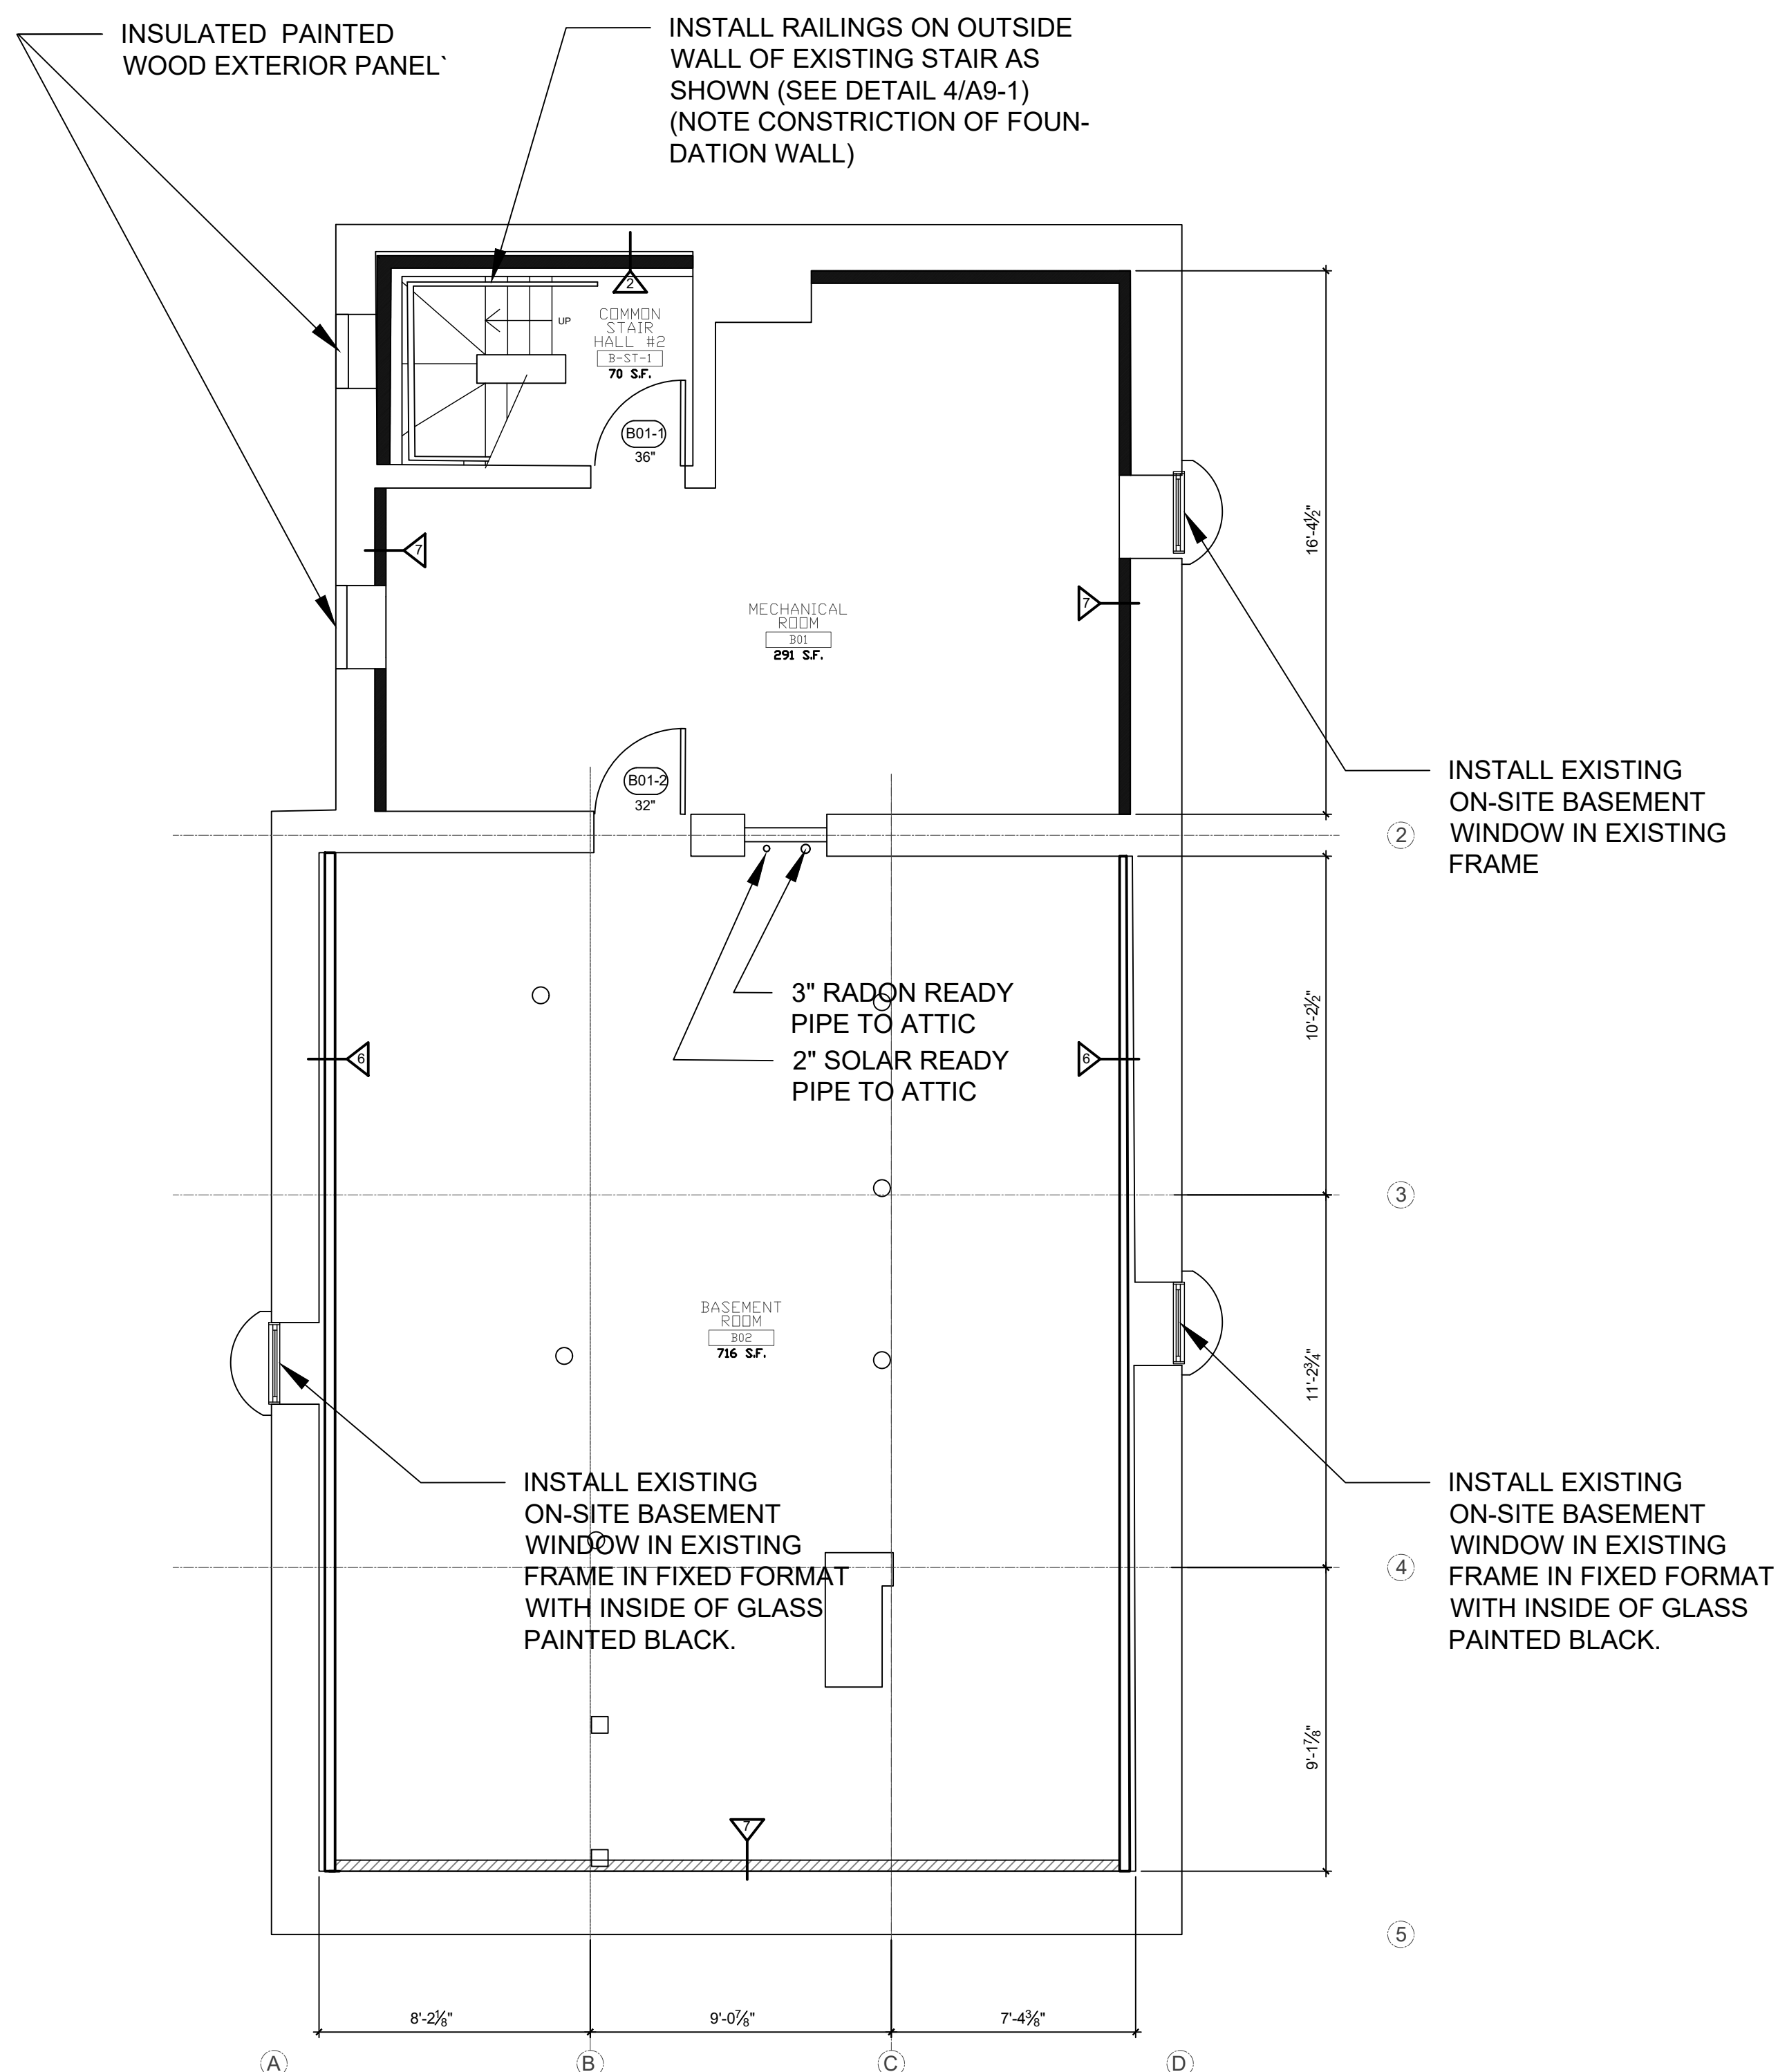 INSULATED  PAINTED
WOOD EXTERIOR PANEL`
INSTALL RAILINGS ON OUTSIDE
WALL OF EXISTING STAIR AS
SHOWN (SEE DETAIL 4/A9-1)
(NOTE CONSTRICTION OF FOUN-
DATION WALL)
2
UP
COMMON
STAIR
HALL #2
B-ST-1
70 S.F.
B01-1
36"
7
16'-4½"
7
MECHANICAL
ROOM
B01
291 S.F.
B01-2
32"
INSTALL EXISTING
ON-SITE BASEMENT
WINDOW IN EXISTING
FRAME
2
3" RADON READY
PIPE TO ATTIC
2" SOLAR READY
PIPE TO ATTIC
10'-2½"
6
6
3
BASEMENT
ROOM
B02
716 S.F.
11'-2¾"
INSTALL EXISTING
ON-SITE BASEMENT
WINDOW IN EXISTING
FRAME IN FIXED FORMAT
WITH INSIDE OF GLASS
PAINTED BLACK.
INSTALL EXISTING
ON-SITE BASEMENT
WINDOW IN EXISTING
FRAME IN FIXED FORMAT
WITH INSIDE OF GLASS
PAINTED BLACK.
4
9'-1⅞"
7
5
8'-2⅛"
9'-0⅞"
7'-4⅜"
A
B
C
D